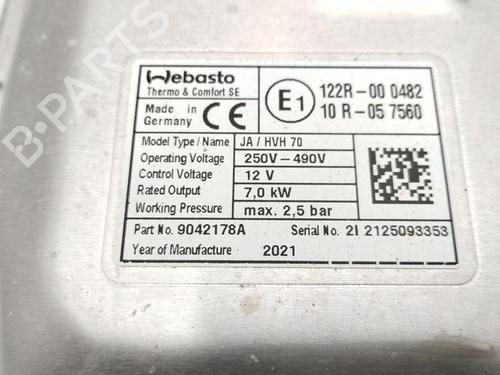 B-PARTS
Webasto
Thermo & Comfort SE
Made in Germany
CE
E1
122R-00 0482
10 R-05 7560
Model Type / Name JA / HVH 70
Operating Voltage 250V-490V
Control Voltage 12 V
Rated Output 7,0 kW
Working Pressure max. 2,5 bar
Part No. 9042178A Serial No. 2I 2125093353
Year of Manufacture 2021